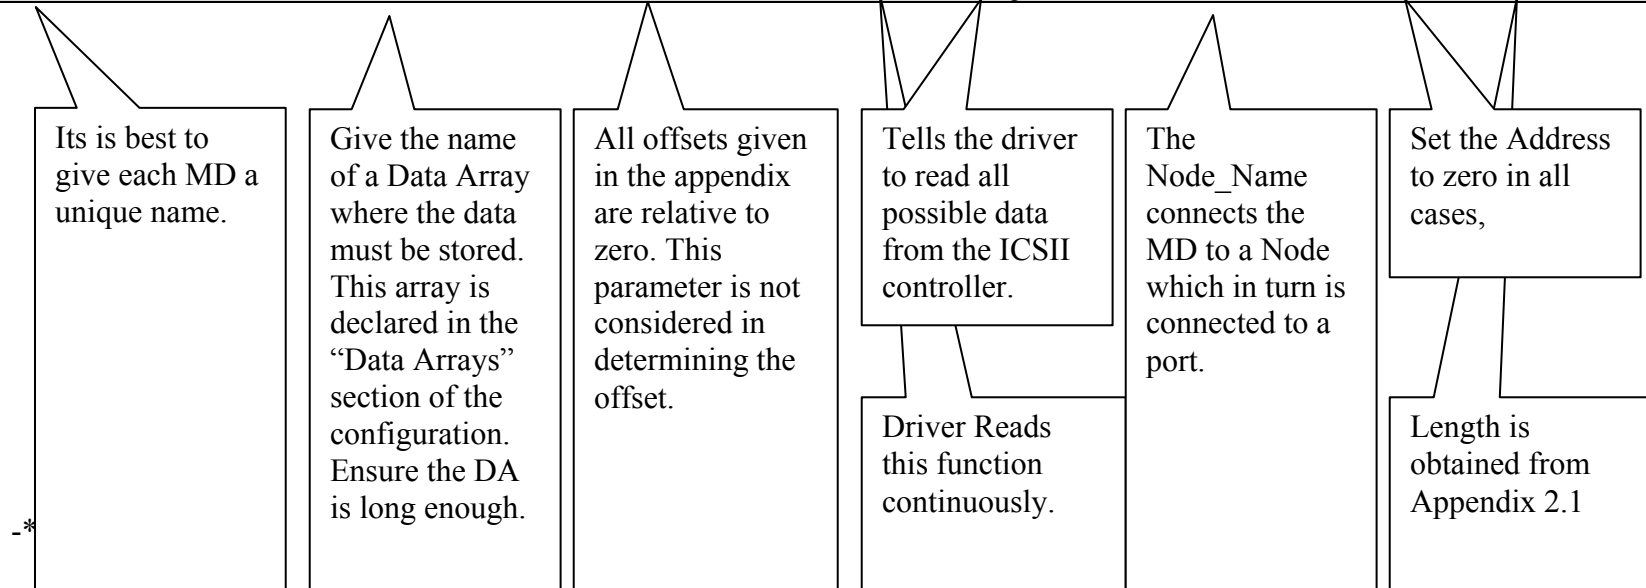 Its is best to
give each MD a
unique name.
Give the name
of a Data Array
where the data
must be stored.
This array is
declared in the
“Data Arrays”
section of the
configuration.
Ensure the DA
is long enough.
All offsets given
in the appendix
are relative to
zero. This
parameter is not
considered in
determining the
offset.
Tells the driver
to read all
possible data
from the ICSII
controller.
Driver Reads
this function
continuously.
The
Node_Name
connects the
MD to a Node
which in turn is
connected to a
port.
Set the Address
to zero in all
cases,
Length is
obtained from
Appendix 2.1
-*